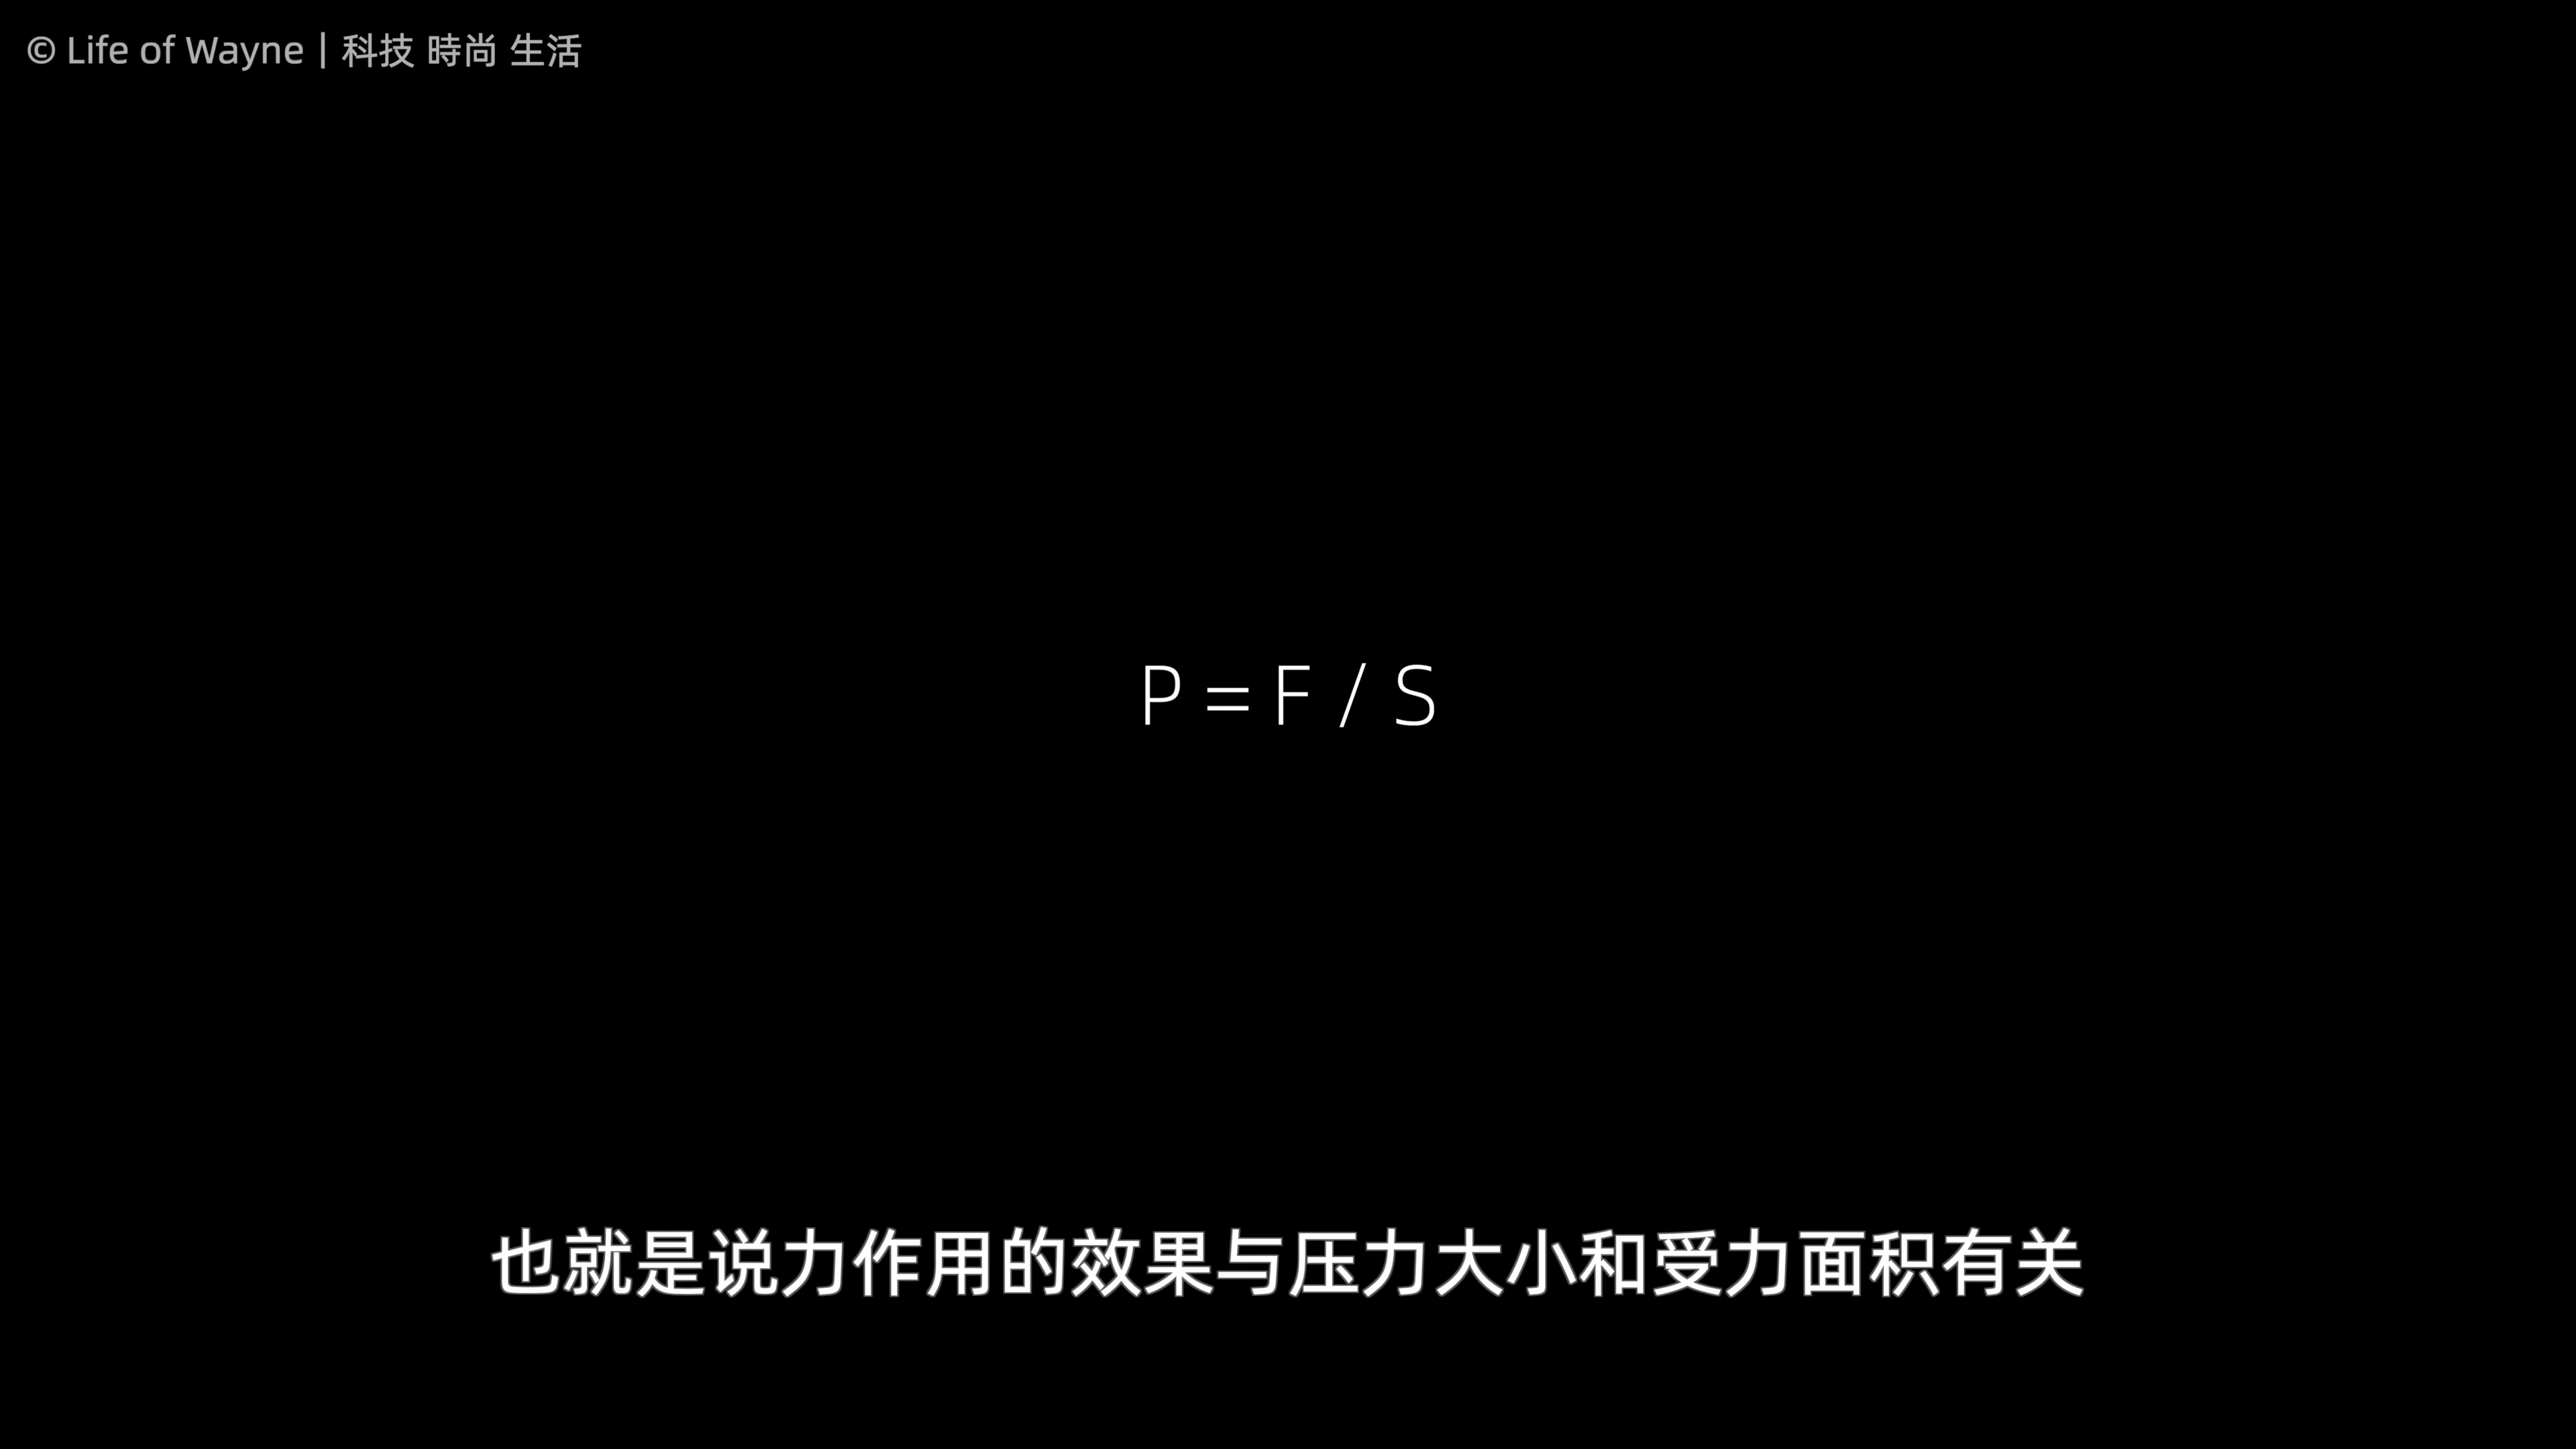 © Life of Wayne | 科技 時尚 生活
P = F / S
也就是说力作用的效果与压力大小和受力面积有关